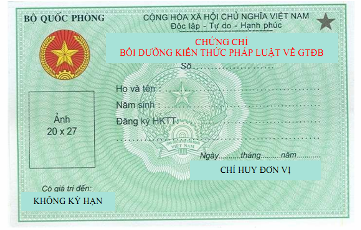 BỘ QUỐC PHÒNG
CỘNG HÒA XÃ HỘI CHỦ NGHĨA VIỆT NAM
Độc lập - Tự do - Hạnh phúc
CHỨNG CHỈ
BỒI DƯỠNG KIẾN THỨC PHÁP LUẬT VỀ GTĐB
Số
Họ và tên:
Năm sinh:
Đăng ký HKTT:
Ảnh
20 x 27
Ngày......tháng ...... năm......
CHỈ HUY ĐƠN VỊ
Có giá trị đến:
KHÔNG KỲ HẠN